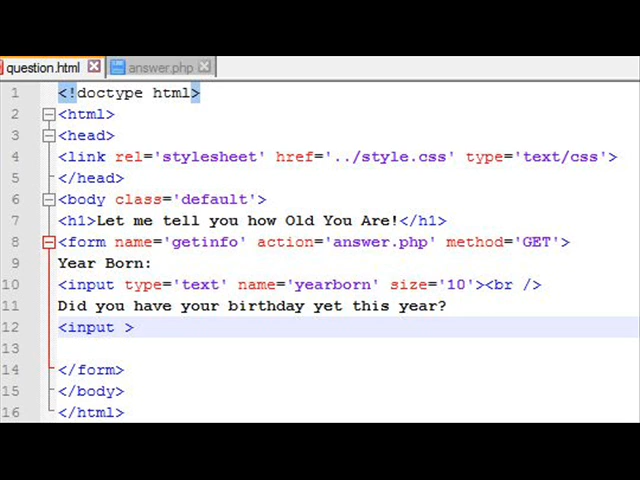 question.html answer.php
1 <!doctype html>
2 <html>
3 <head>
4 <link rel='stylesheet' href='../style.css' type='text/css'>
5 </head>
6 <body class='default'>
7 <h1>Let me tell you how Old You Are!</h1>
8 <form name='getinfo' action='answer.php' method='GET'>
9 Year Born:
10 <input type='text' name='yearborn' size='10'><br />
11 Did you have your birthday yet this year?
12 <input >
13
14 </form>
15 </body>
16 </html>